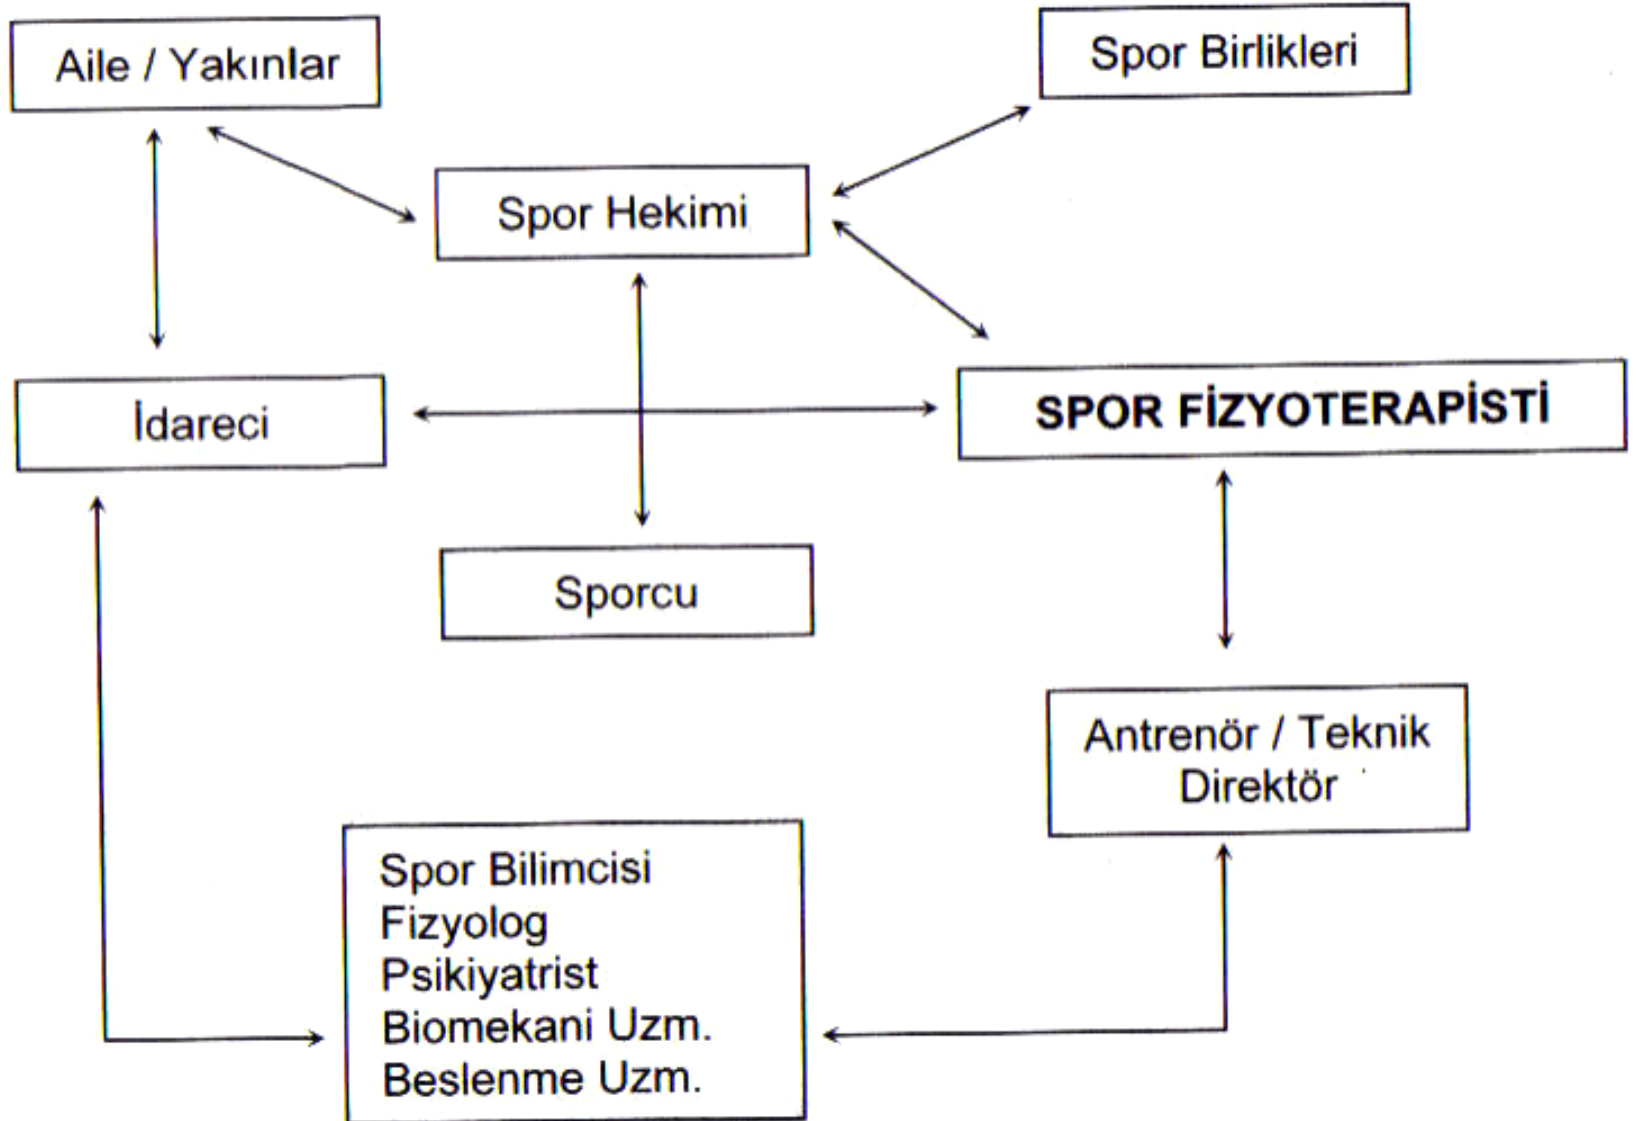 Aile / Yakınlar
Spor Birlikleri
Spor Hekimi
İdareci
SPOR FİZYOTERAPİSTİ
Sporcu
Antrenör / Teknik
Direktör
Spor Bilimcisi
Fizyolog
Psikiyatrist
Biomekani Uzm.
Beslenme Uzm.